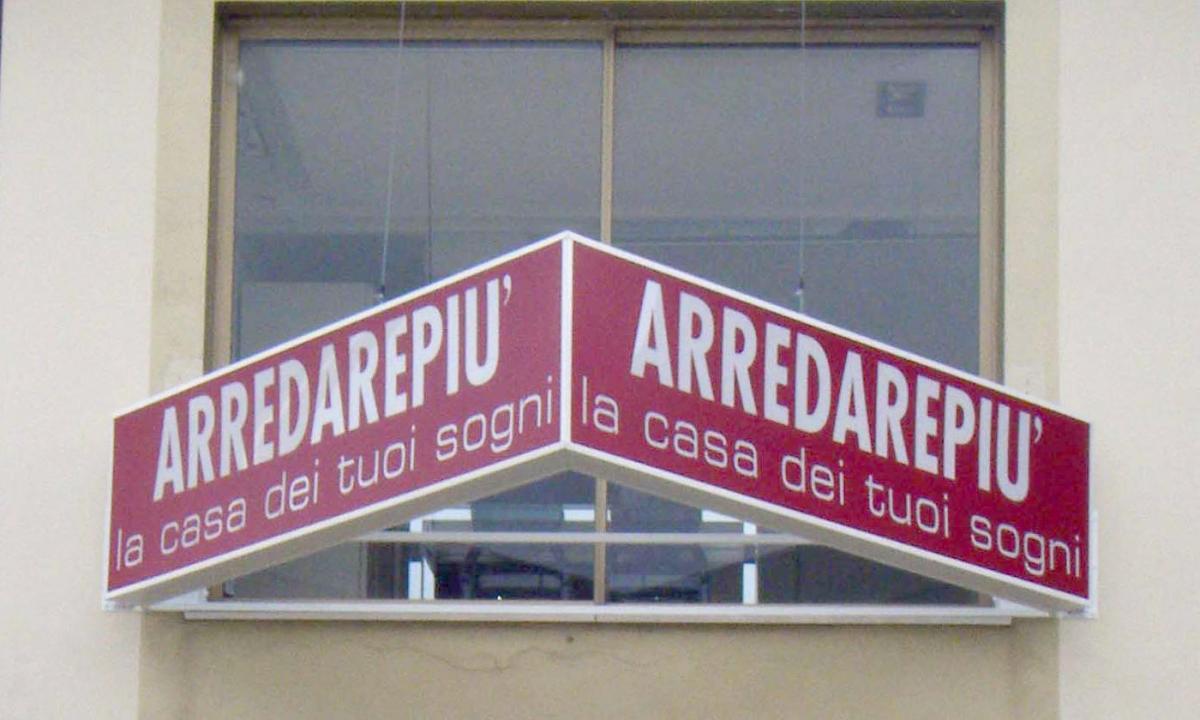 ARREDAREPIU'
la casa dei tuoi sogni
ARREDAREPIU'
la casa dei tuoi sogni